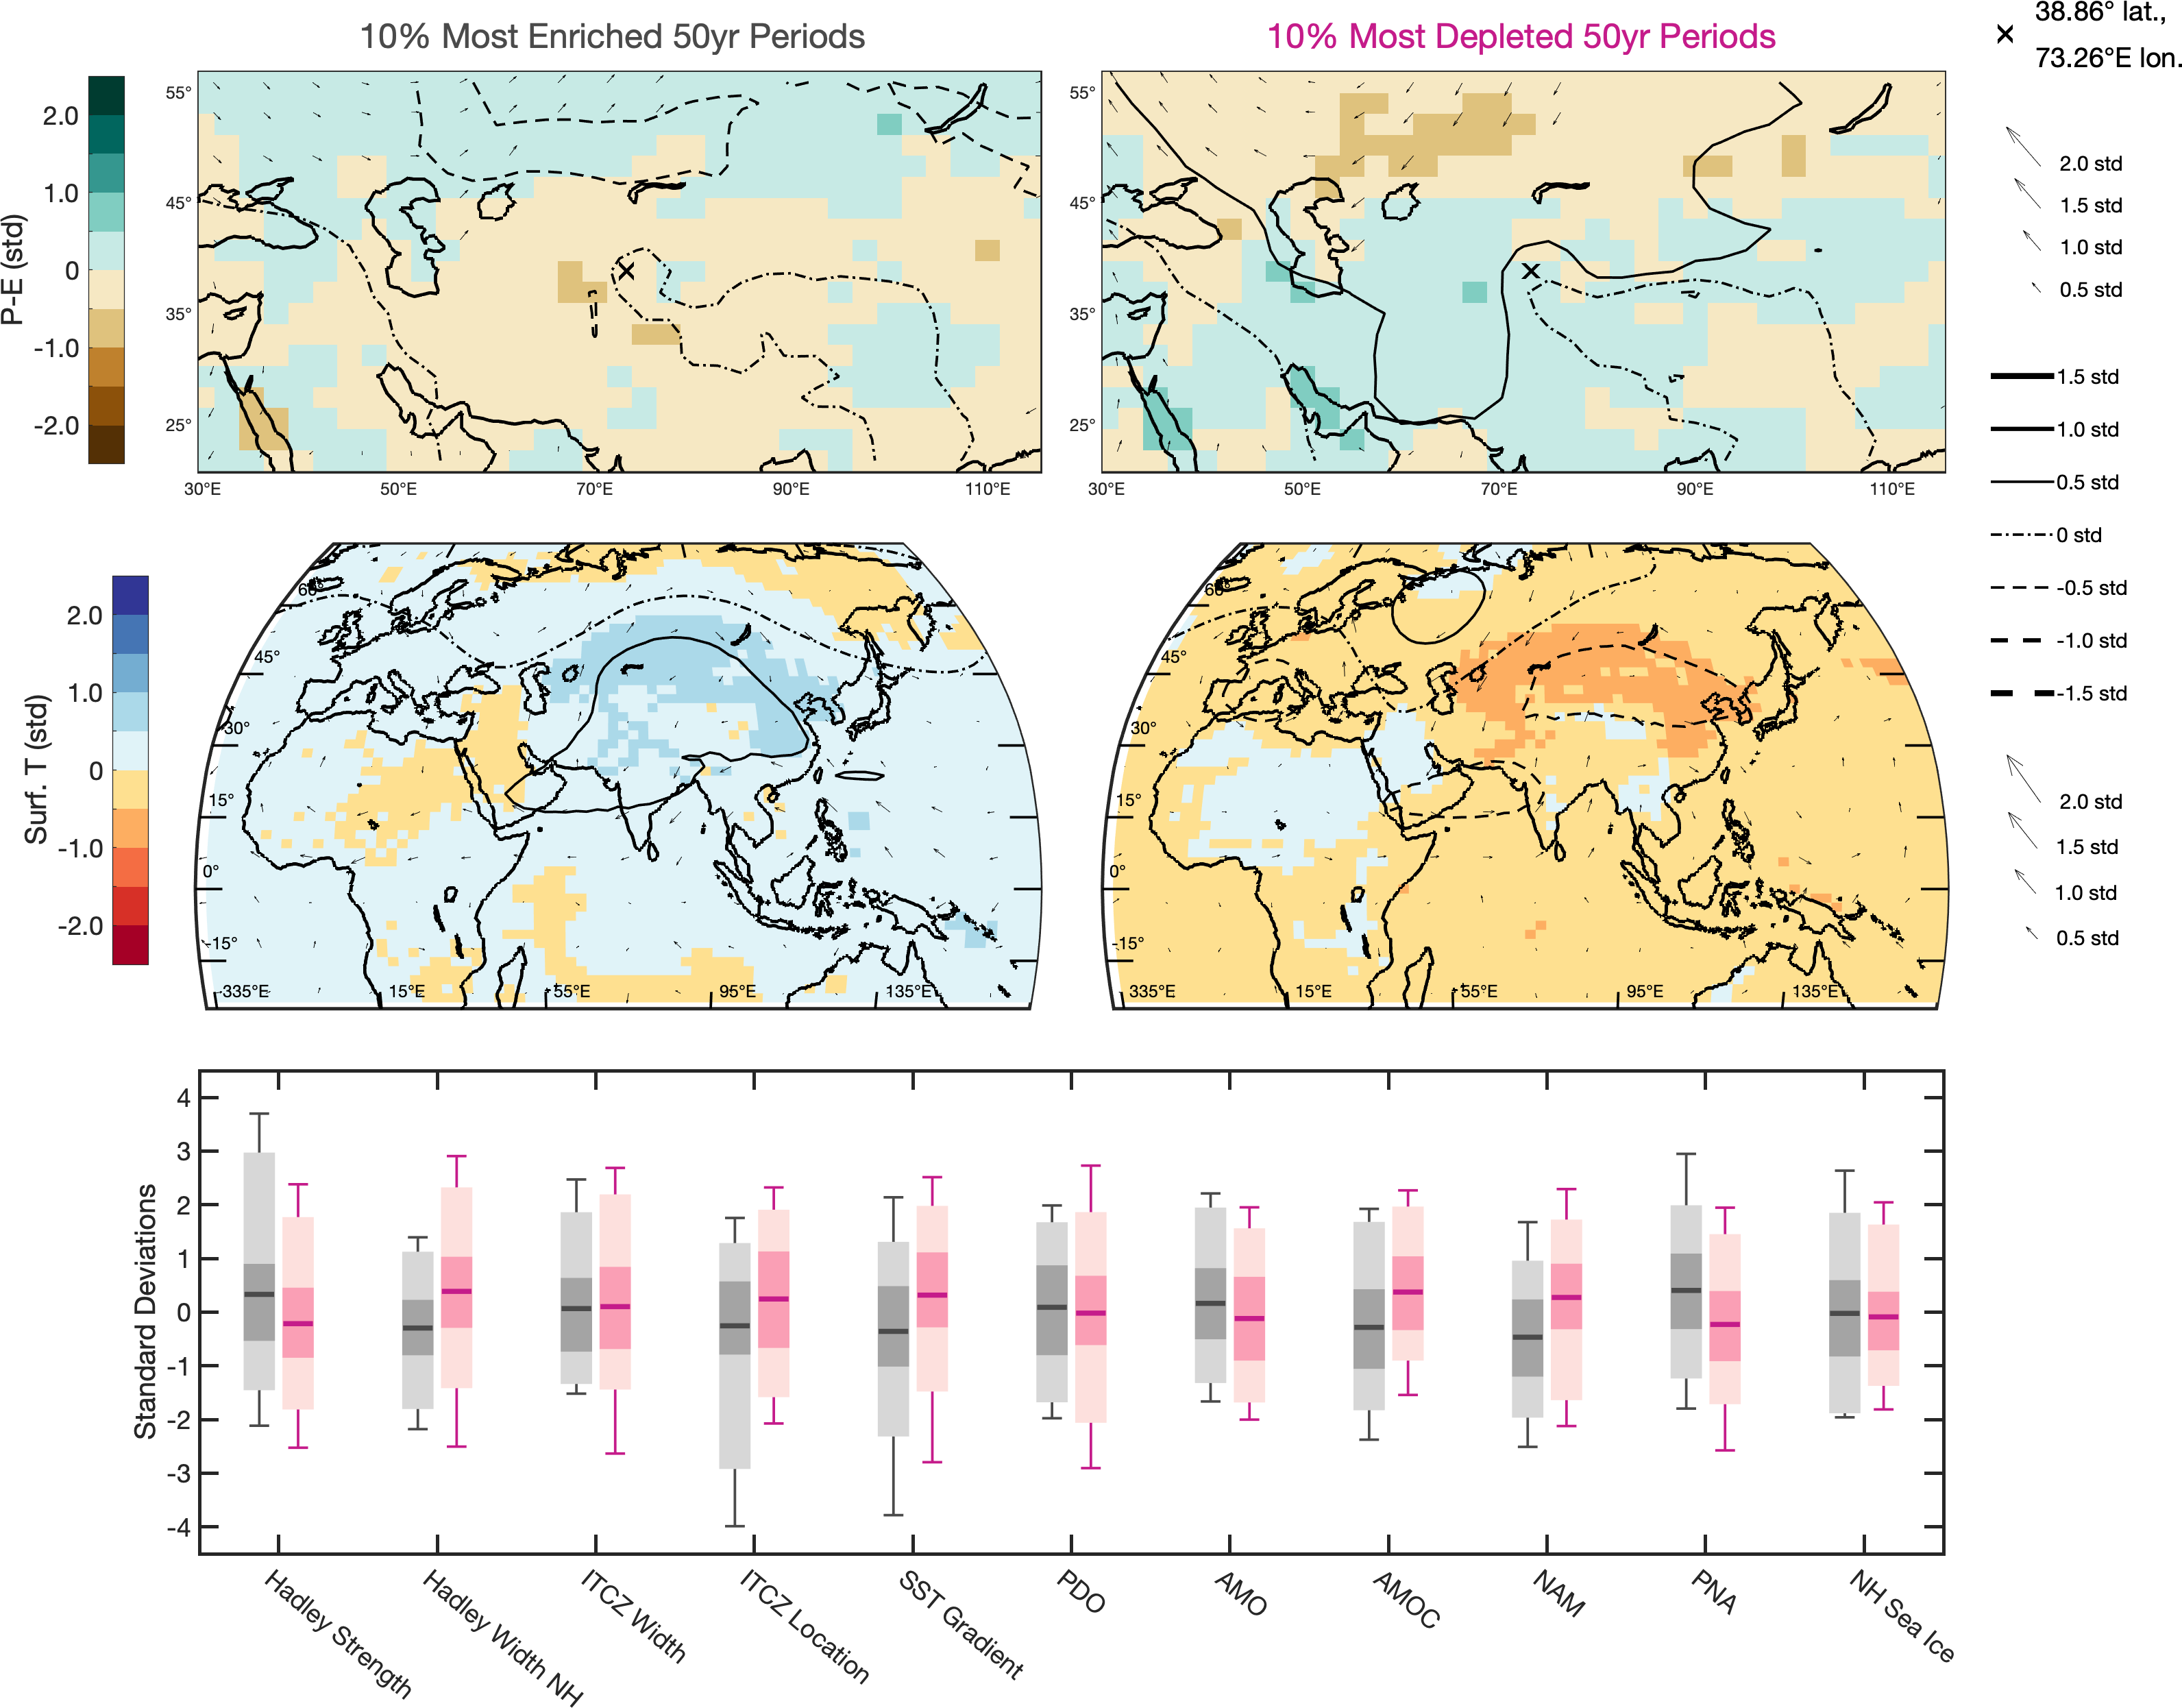 10% Most Enriched 50yr Periods
10% Most Depleted 50yr Periods
38.86° lat.,
73.26°E lon.
P-E (std)
2.0
1.0
0
-1.0
-2.0
55°
45°
35°
25°
30°E 50°E 70°E 90°E 110°E
55°
45°
35°
25°
30°E 50°E 70°E 90°E 110°E
2.0 std
1.5 std
1.0 std
0.5 std
1.5 std
1.0 std
0.5 std
0 std
-0.5 std
-1.0 std
-1.5 std
Surf. T (std)
2.0
1.0
0
-1.0
-2.0
60°
45°
30°
15°
0°
-15°
335°E 15°E 55°E 95°E 135°E
60°
45°
30°
15°
0°
-15°
335°E 15°E 55°E 95°E 135°E
2.0 std
1.5 std
1.0 std
0.5 std
Standard Deviations
4
3
2
1
0
-1
-2
-3
-4
Hadley Strength
Hadley Width NH
ITCZ Width
ITCZ Location
SST Gradient
PDO
AMO
AMOC
NAM
PNA
NH Sea Ice